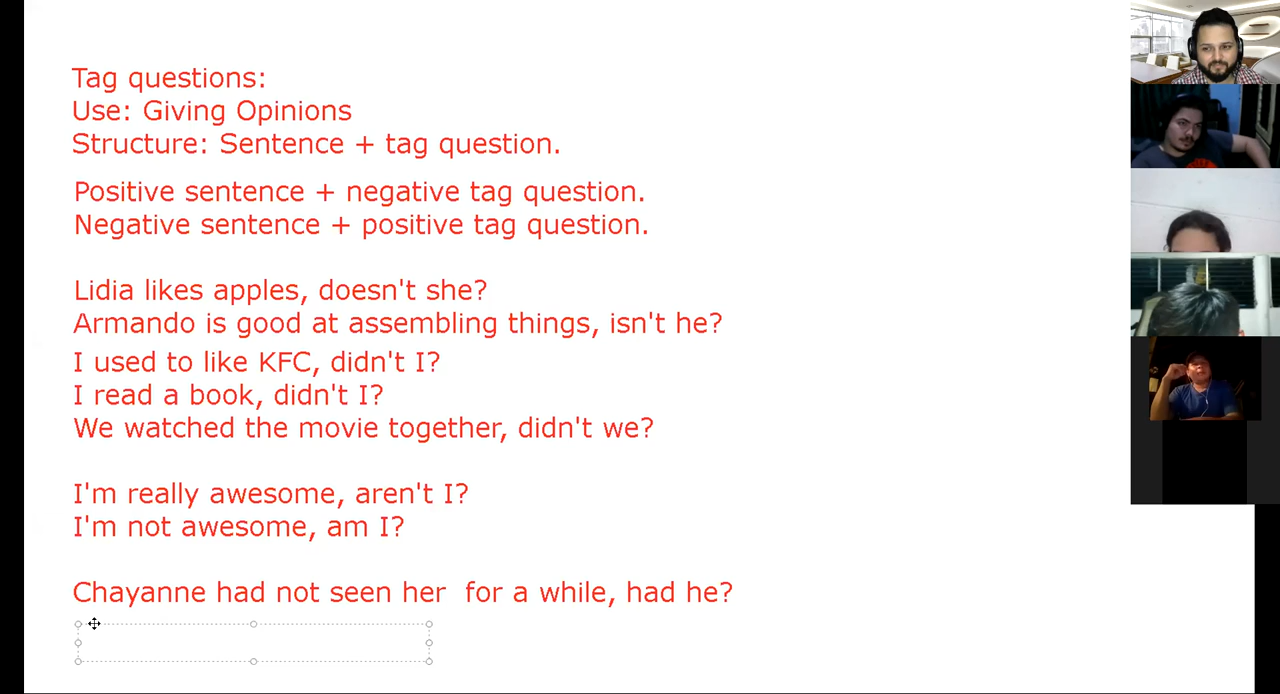 Tag questions:
Use: Giving Opinions
Structure: Sentence + tag question.
Positive sentence + negative tag question.
Negative sentence + positive tag question.
Lidia likes apples, doesn't she?
Armando is good at assembling things, isn't he?
I used to like KFC, didn't I?
I read a book, didn't I?
We watched the movie together, didn't we?
I'm really awesome, aren't I?
I'm not awesome, am I?
Chayanne had not seen her  for a while, had he?